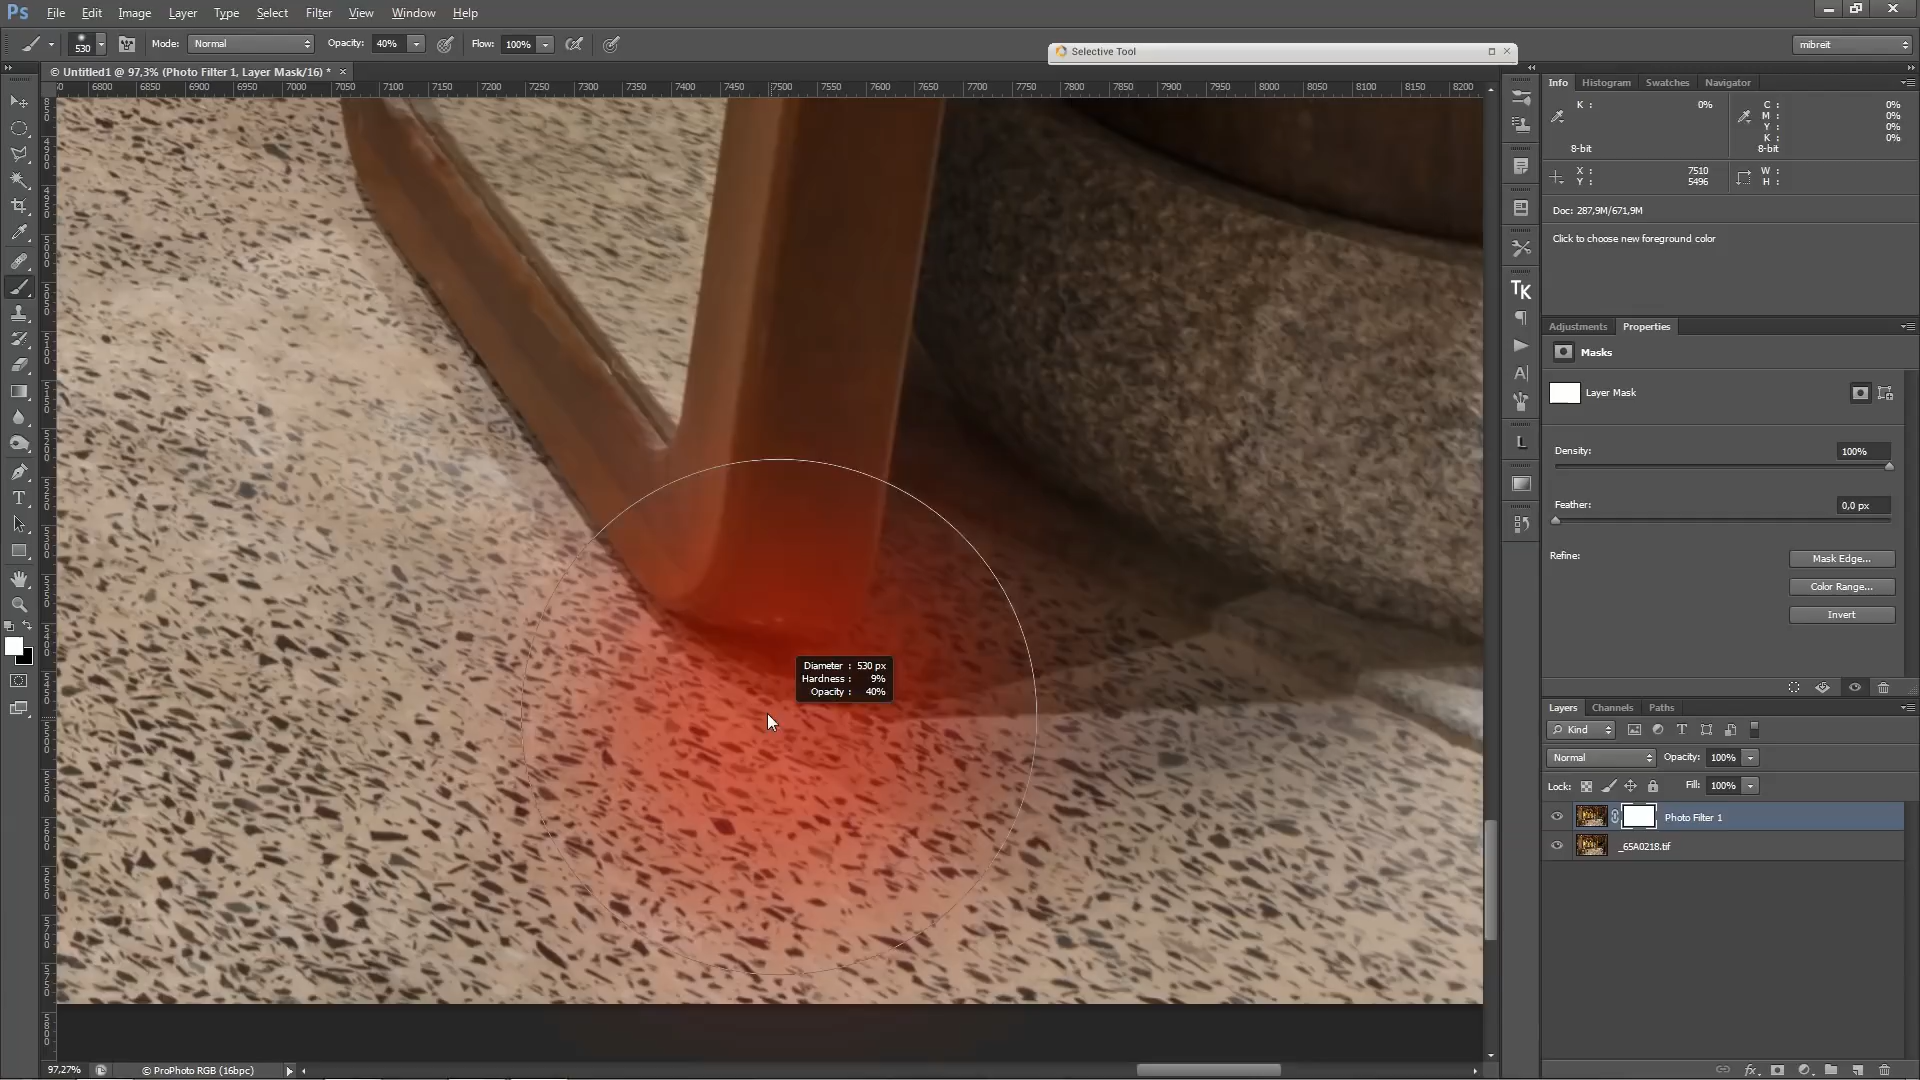 Ps File Edit Image Layer Type Select Filter View Window Help
530 Mode: Normal Opacity: 40% Flow: 100%
Selective Tool
mibreit
© Untitled1 @ 97,3% (Photo Filter 1, Layer Mask/16) *
6800 6850 6900 6950 7000 7050 7100 7150 7200 7250 7300 7350 7400 7450 7500 7550 7600 7650 7700 7750 7800 7850 7900 7950 8000 8050 8100 8150 8200
Info Histogram Swatches Navigator
K : 0% C : 0%
M : 0%
Y : 0%
K : 0%
8-bit 8-bit
X : 7510 W :
Y : 5496 H :
Doc: 287,9M/671,9M
Click to choose new foreground color
TK
Adjustments Properties
Masks
Layer Mask
Density: 100%
Feather: 0,0 px
Refine:
Mask Edge...
Color Range...
Invert
Diameter : 530 px
Hardness : 9%
Opacity : 40%
Layers Channels Paths
Kind
Normal Opacity: 100%
Lock: Fill: 100%
Photo Filter 1
_65A0218.tif
97,27% © ProPhoto RGB (16bpc)